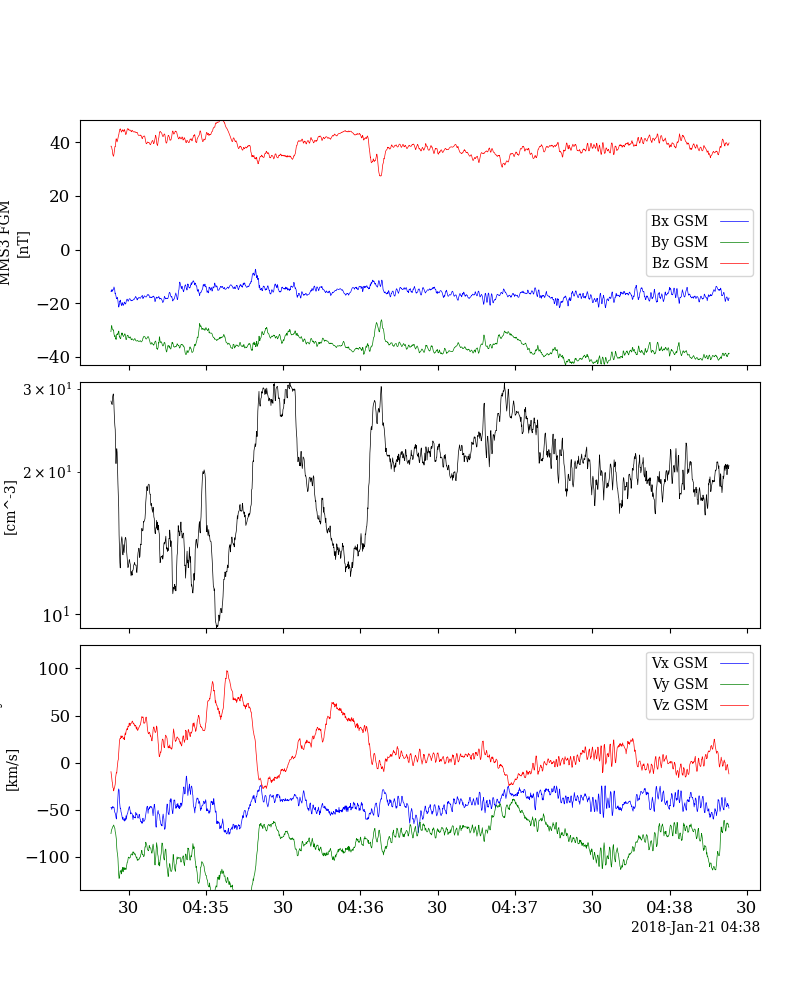 40
20
0
−20
−40
MMS3 FGM
[nT]
Bx GSM
By GSM
Bz GSM
3 × 10¹
2 × 10¹
10¹
[cm^-3]
100
50
0
−50
−100
[km/s]
Vx GSM
Vy GSM
Vz GSM
30 04:35 30 04:36 30 04:37 30 04:38 30
2018-Jan-21 04:38